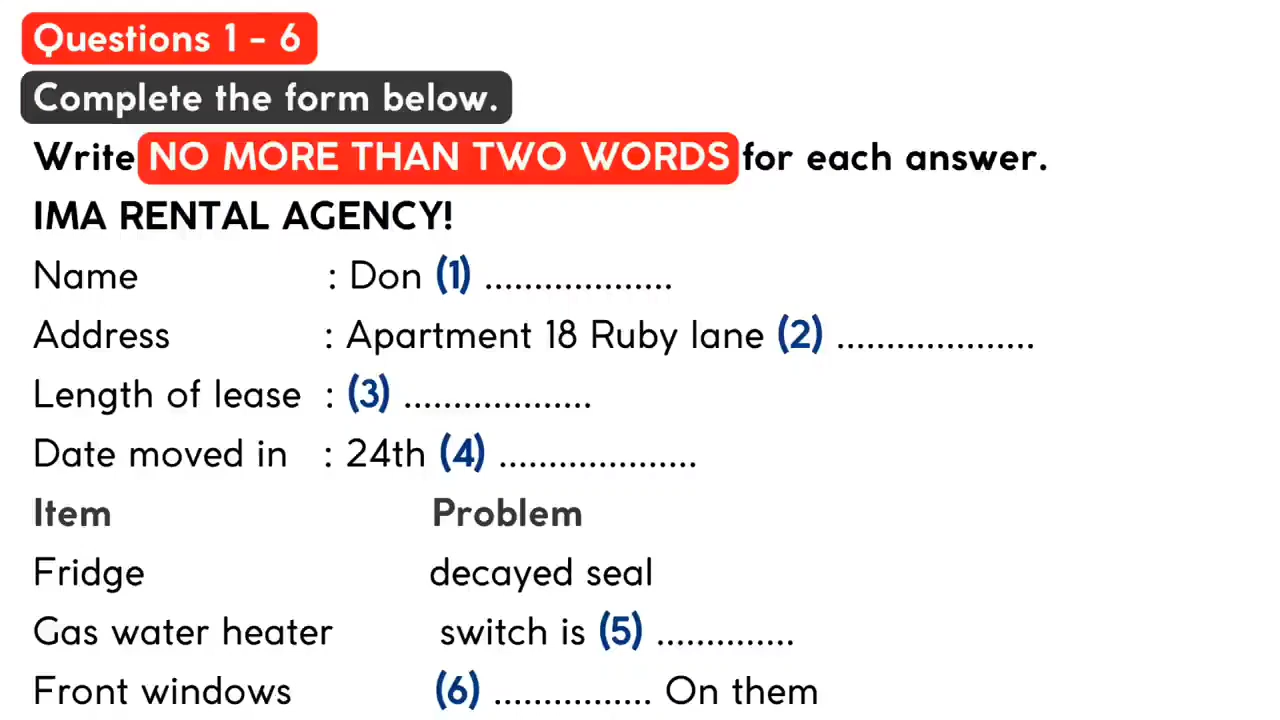 Questions 1 - 6
Complete the form below.
Write NO MORE THAN TWO WORDS for each answer.
IMA RENTAL AGENCY!
Name : Don (1) ...................
Address : Apartment 18 Ruby lane (2) ....................
Length of lease : (3) ...................
Date moved in : 24th (4) ....................
Item Problem
Fridge decayed seal
Gas water heater switch is (5) ..............
Front windows (6) ................ On them